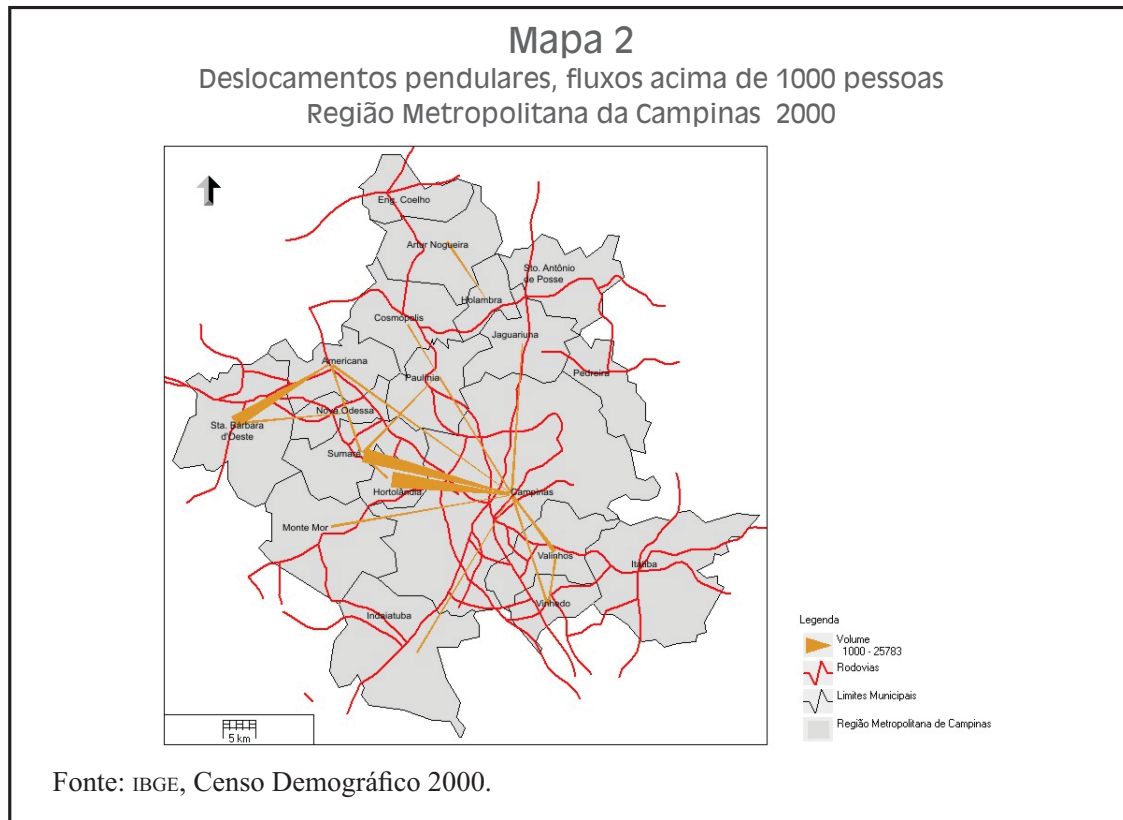 Mapa 2
Deslocamentos pendulares, fluxos acima de 1000 pessoas
Região Metropolitana da Campinas 2000
Eng. Coelho
Artur Nogueira
Sto. Antônio
de Posse
Holambra
Cosmópolis
Jaguariuna
Americana
Paulínia
Pedreira
Nova Odessa
Sta. Bárbara
d'Oeste
Sumaré
Hortolândia
Campinas
Monte Mor
Valinhos
Itatiba
Vinhedo
Indaiatuba
Legenda
Volume
1000 - 25783
Rodovias
Limites Municipais
Região Metropolitana de Campinas
5 km
Fonte: IBGE, Censo Demográfico 2000.